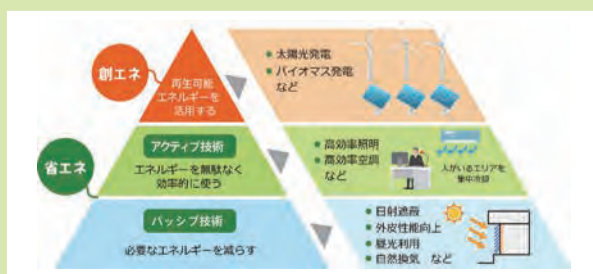 創エネ
再生可能
エネルギーを
活用する
● 太陽光発電
● バイオマス発電
など
省エネ
アクティブ技術
エネルギーを無駄なく
効率的に使う
● 高効率照明
● 高効率空調
など
人がいるエリアを
集中冷却
パッシブ技術
必要なエネルギーを減らす
● 日射遮蔽
● 外皮性能向上
● 昼光利用
● 自然換気 など